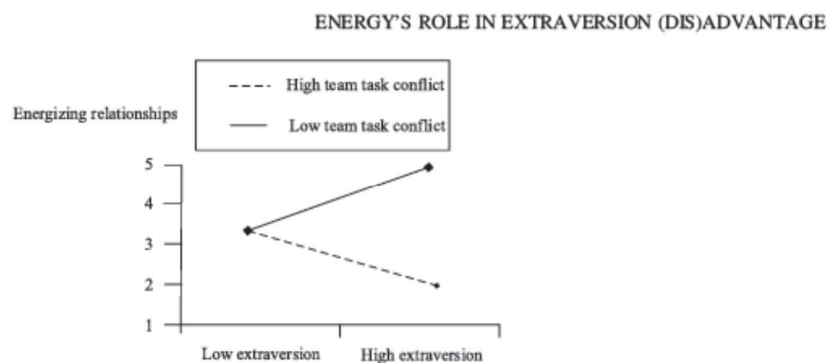 ENERGY'S ROLE IN EXTRAVERSION (DIS)ADVANTAGE
High team task conflict
Energizing relationships
Low team task conflict
5
4
3
2
1
Low extraversion
High extraversion